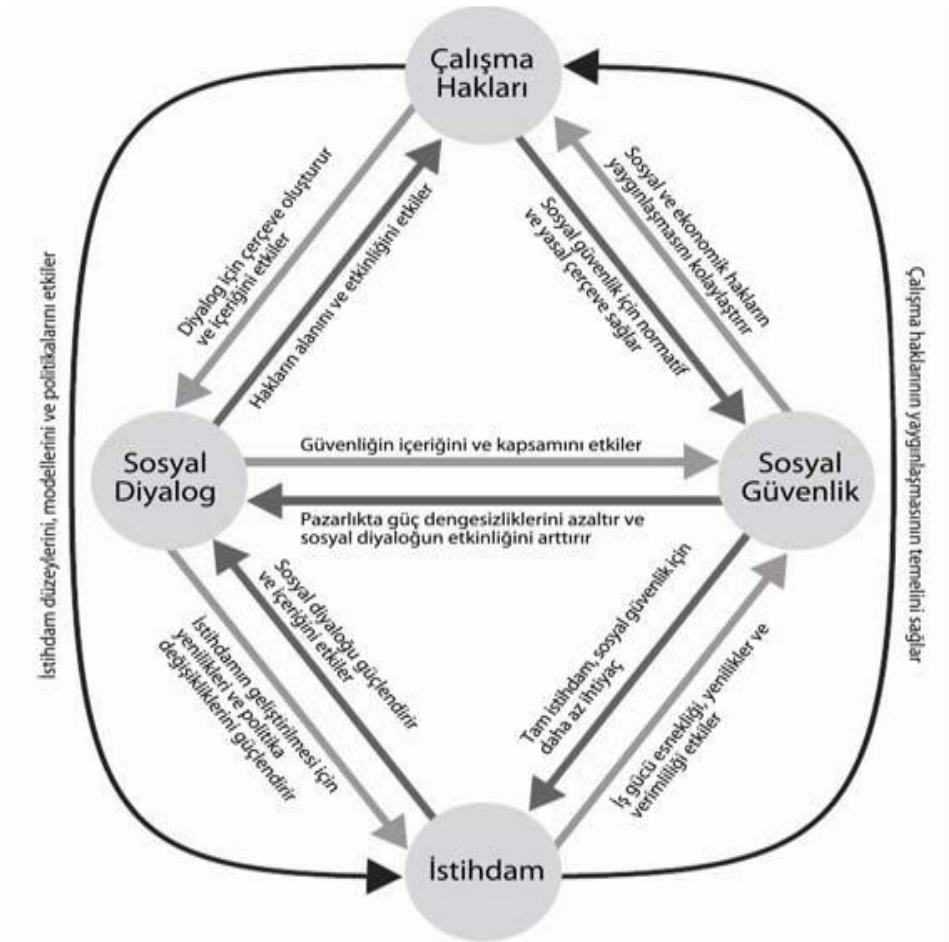 Çalışma
Hakları
Diyalog için çerçeve oluşturur
ve içeriğini etkiler
Hakların alanını ve etkinliğini etkiler
Sosyal güvenlik için normatif
ve yasal çerçeve sağlar
Sosyal ve ekonomik hakların
yaygınlaşmasını kolaylaştırır
İstihdam düzeylerini, modellerini ve politikalarını etkiler
Çalışma haklarının yaygınlaşmasının temelini sağlar
Sosyal
Diyalog
Güvenliğin içeriğini ve kapsamını etkiler
Pazarlıkta güç dengesizliklerini azaltır ve
sosyal diyaloğun etkinliğini arttırır
Sosyal
Güvenlik
İstihdamın geliştirilmesi için
yenilikleri ve politika
değişikliklerini güçlendirir
Sosyal diyaloğu güçlendirir
ve içeriğini etkiler
Tam istihdam, sosyal güvenlik için
daha az ihtiyaç
İş gücü esnekliği, yenilikler ve
verimliliği etkiler
İstihdam